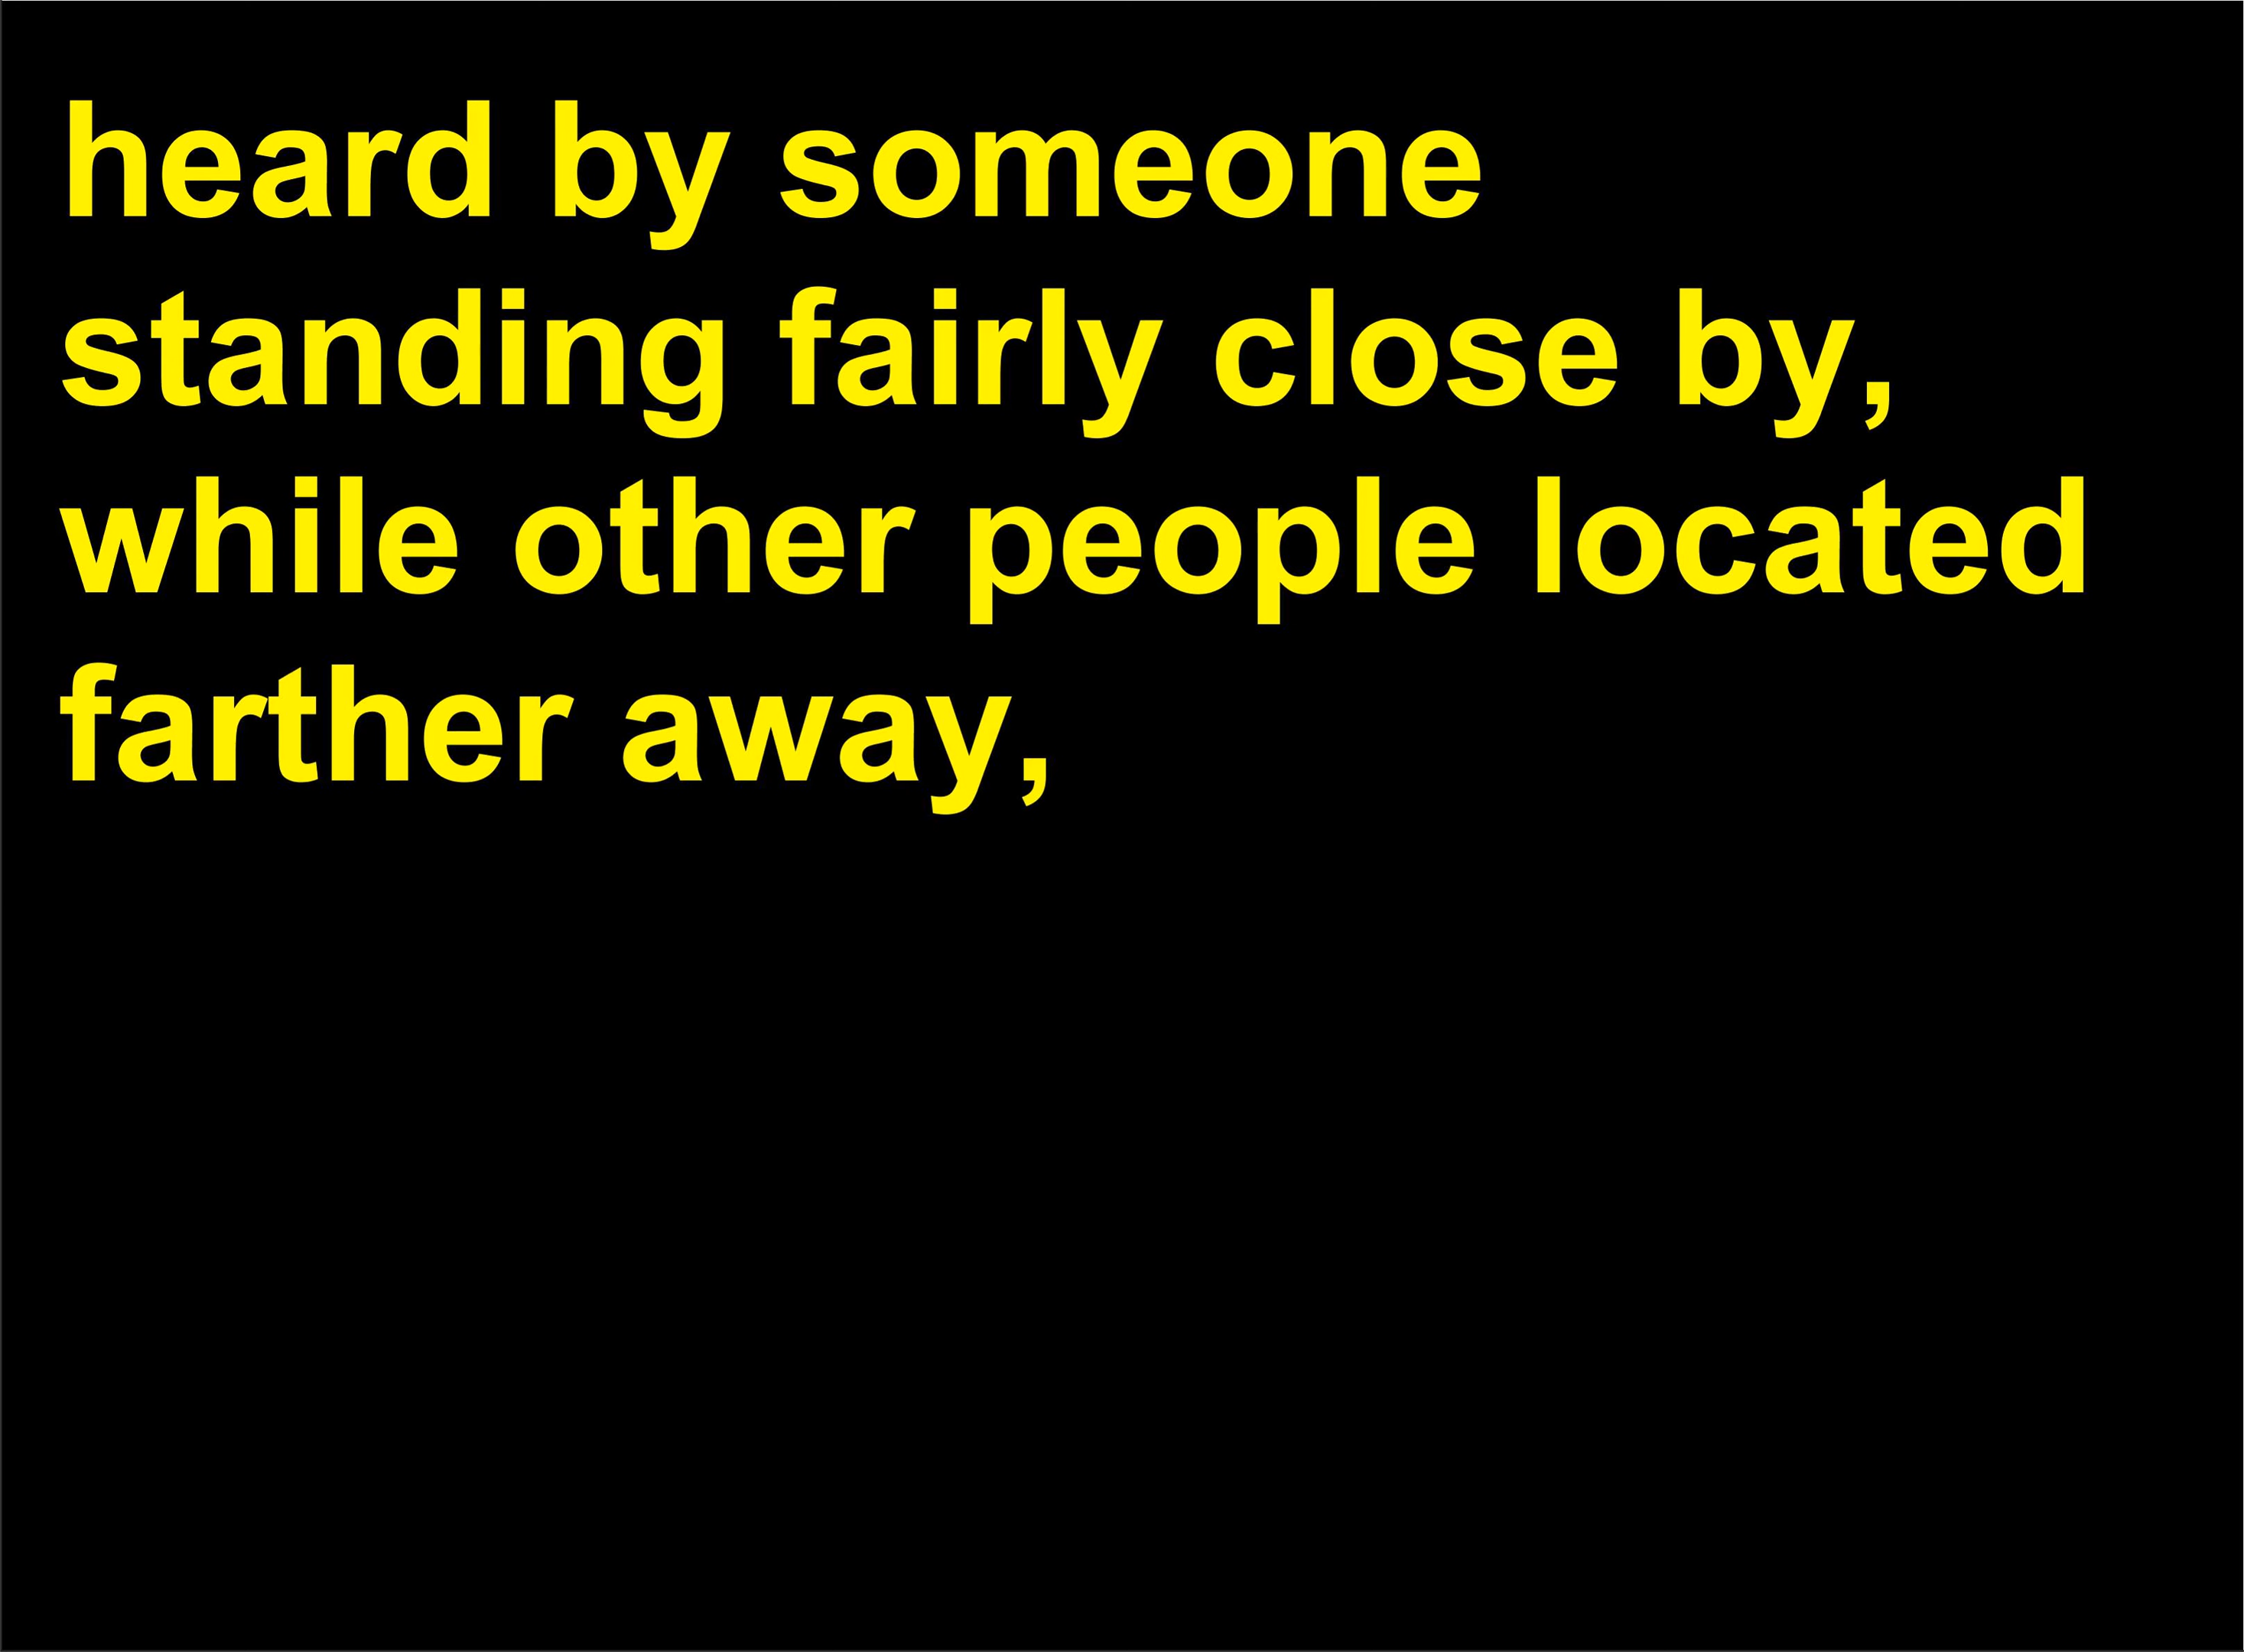 heard by someone
standing fairly close by,
while other people located
farther away,